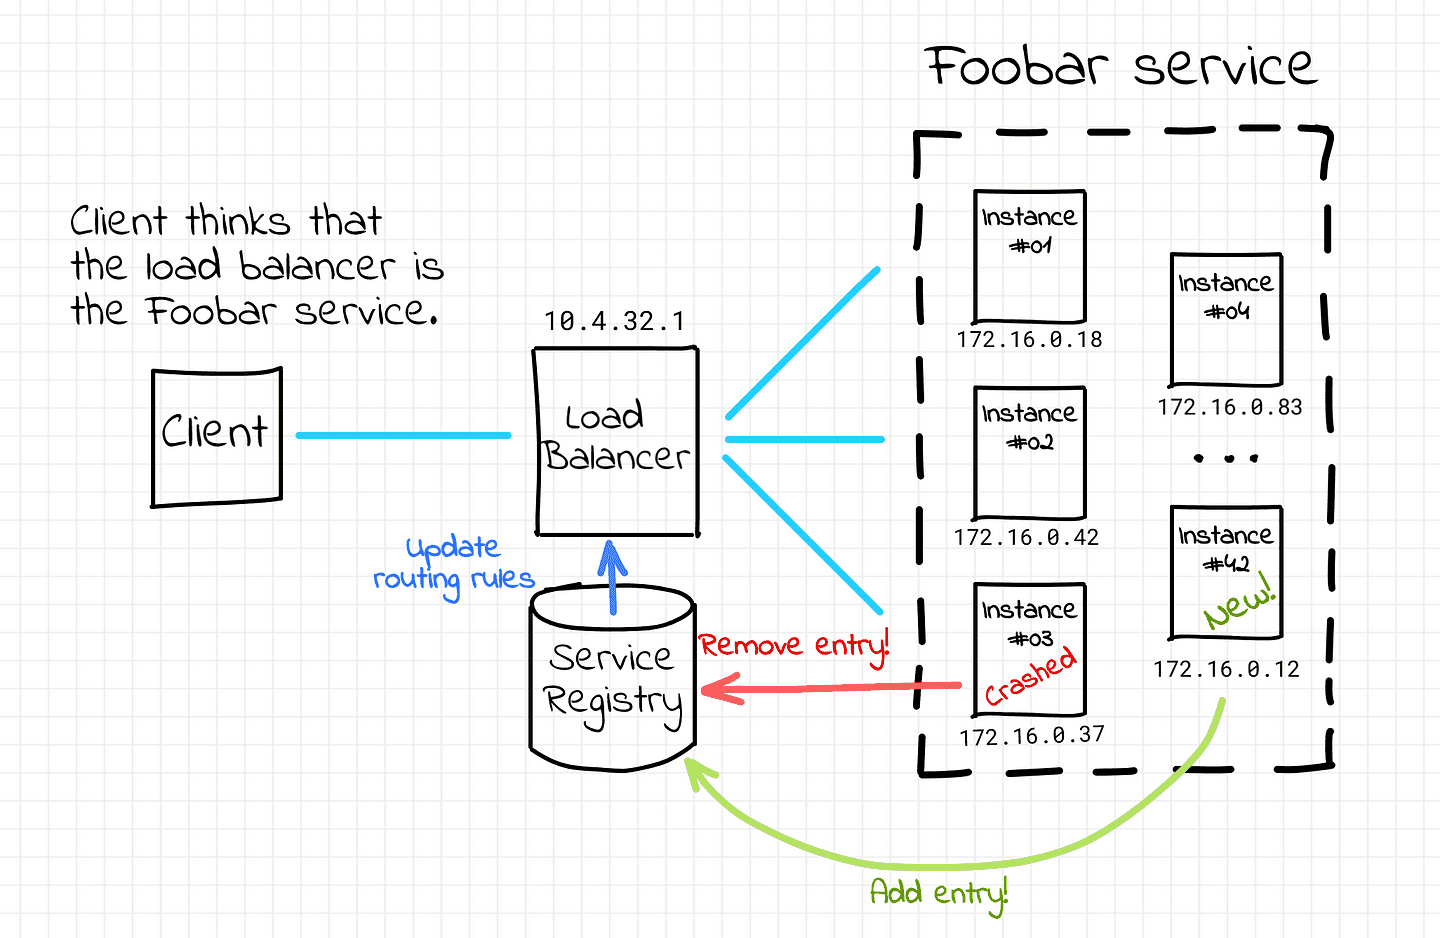 Foobar service
Client thinks that
the load balancer is
the Foobar service.
Client
10.4.32.1
Load
Balancer
Update
routing rules
Service
Registry
Remove entry!
Add entry!
Instance
#01
172.16.0.18
Instance
#02
172.16.0.42
Instance
#03
Crashed
172.16.0.37
Instance
#04
172.16.0.83
...
Instance
#42
New!
172.16.0.12